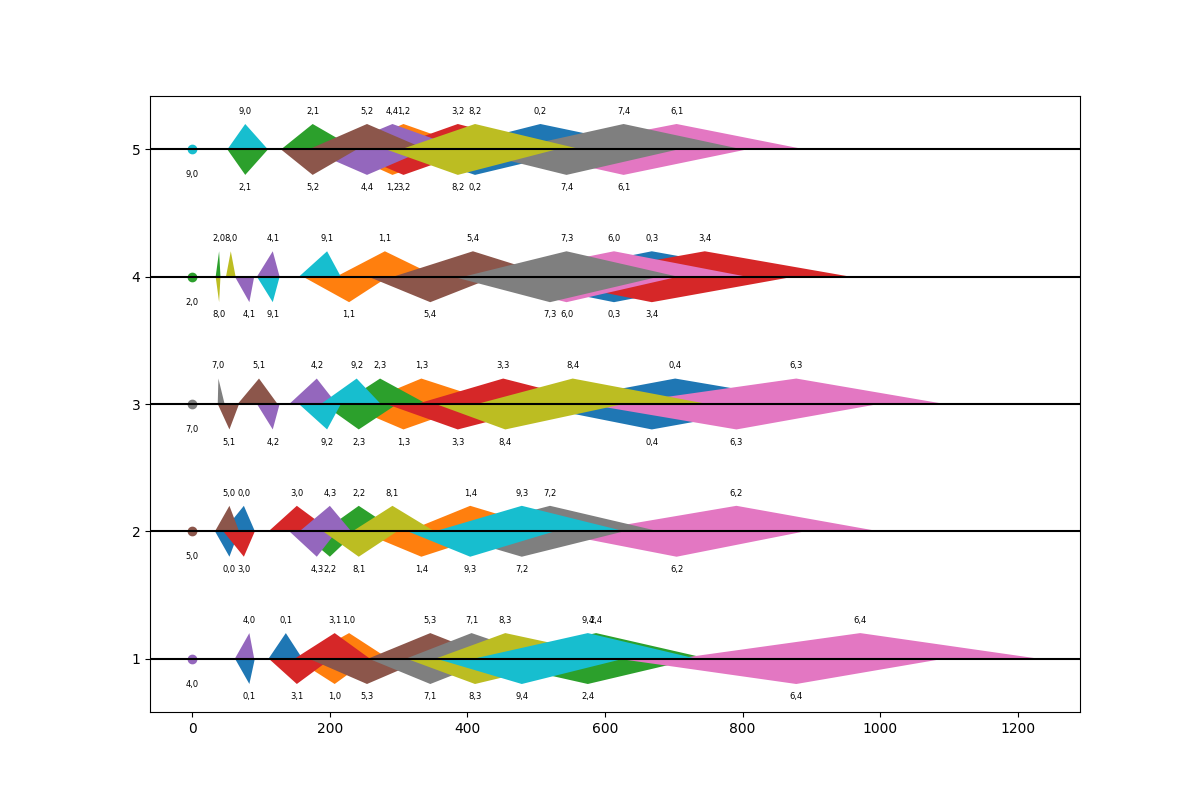 9,0 2,1 5,2 4,4 1,2 3,2 8,2 0,2 7,4 6,1
5
9,0 2,1 5,2 4,4 1,2 3,2 8,2 0,2 7,4 6,1
2,0 8,0 4,1 9,1 1,1 5,4 7,3 6,0 0,3 3,4
4
2,0 8,0 4,1 9,1 1,1 5,4 7,3 6,0 0,3 3,4
7,0 5,1 4,2 9,2 2,3 1,3 3,3 8,4 0,4 6,3
3
7,0 5,1 4,2 9,2 2,3 1,3 3,3 8,4 0,4 6,3
5,0 0,0 3,0 4,3 2,2 8,1 1,4 9,3 7,2 6,2
2
5,0 0,0 3,0 4,3 2,2 8,1 1,4 9,3 7,2 6,2
4,0 0,1 3,1 1,0 5,3 7,1 8,3 9,4 2,4 6,4
1
4,0 0,1 3,1 1,0 5,3 7,1 8,3 9,4 2,4 6,4
0 200 400 600 800 1000 1200